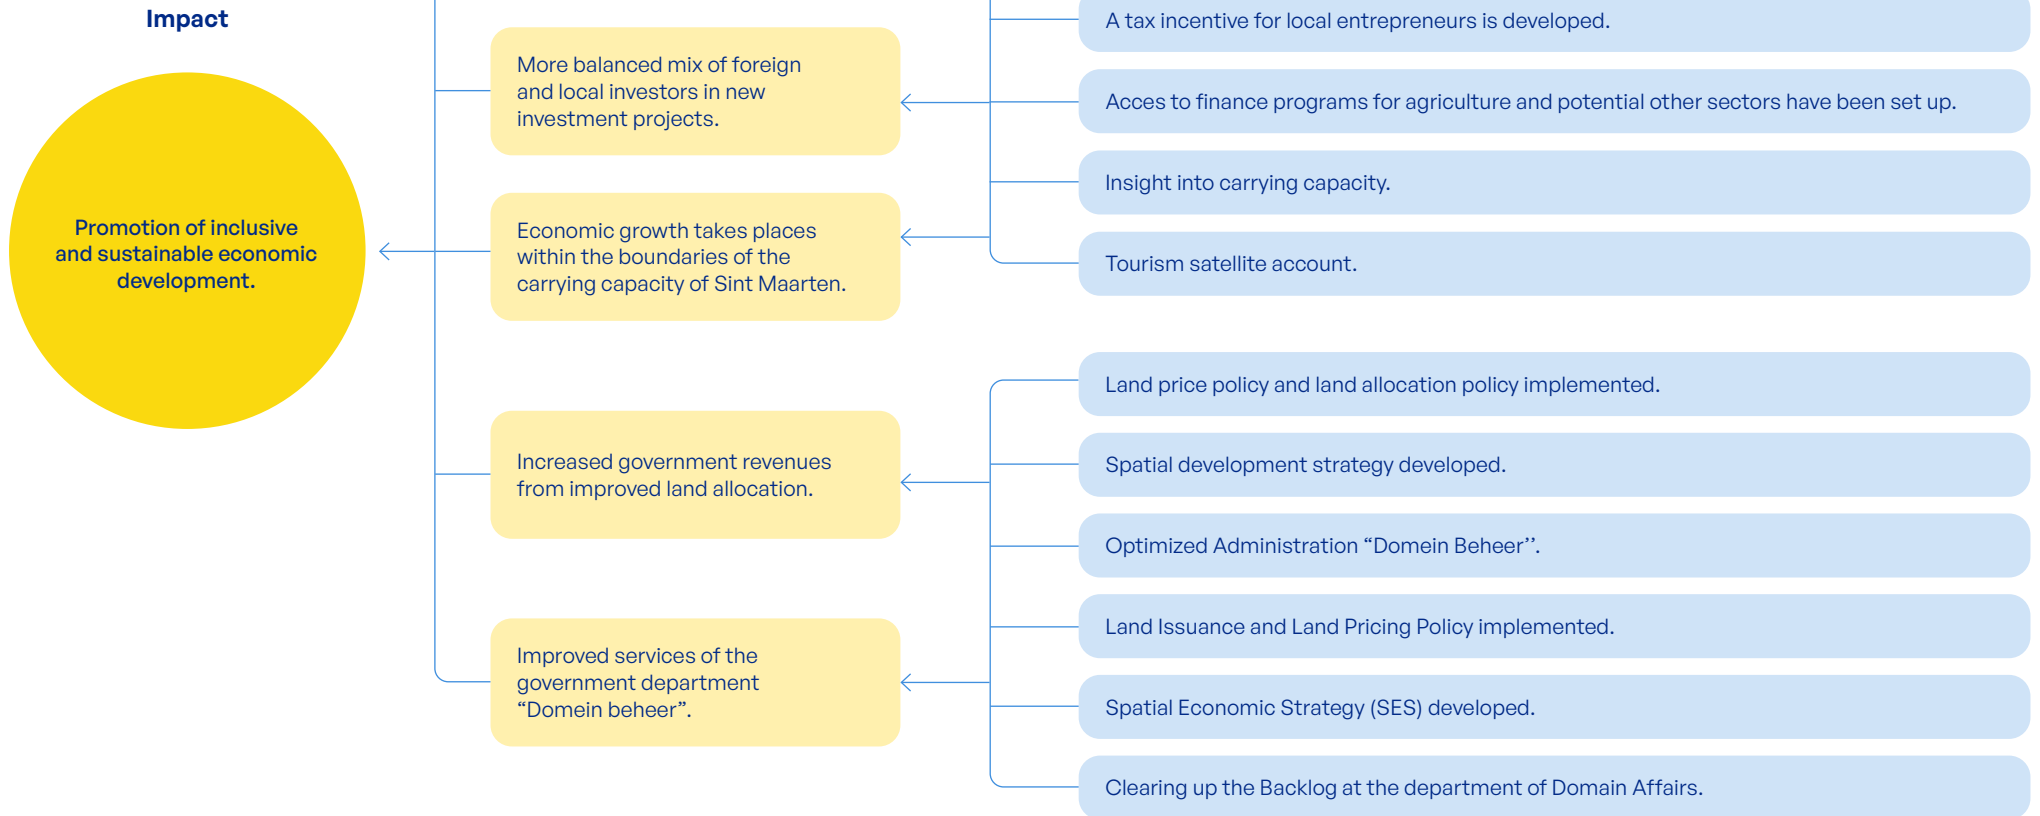 Impact
Promotion of inclusive
and sustainable economic
development.
More balanced mix of foreign
and local investors in new
investment projects.
Economic growth takes places
within the boundaries of the
carrying capacity of Sint Maarten.
Increased government revenues
from improved land allocation.
Improved services of the
government department
“Domein beheer”.
A tax incentive for local entrepreneurs is developed.
Acces to finance programs for agriculture and potential other sectors have been set up.
Insight into carrying capacity.
Tourism satellite account.
Land price policy and land allocation policy implemented.
Spatial development strategy developed.
Optimized Administration “Domein Beheer’’.
Land Issuance and Land Pricing Policy implemented.
Spatial Economic Strategy (SES) developed.
Clearing up the Backlog at the department of Domain Affairs.